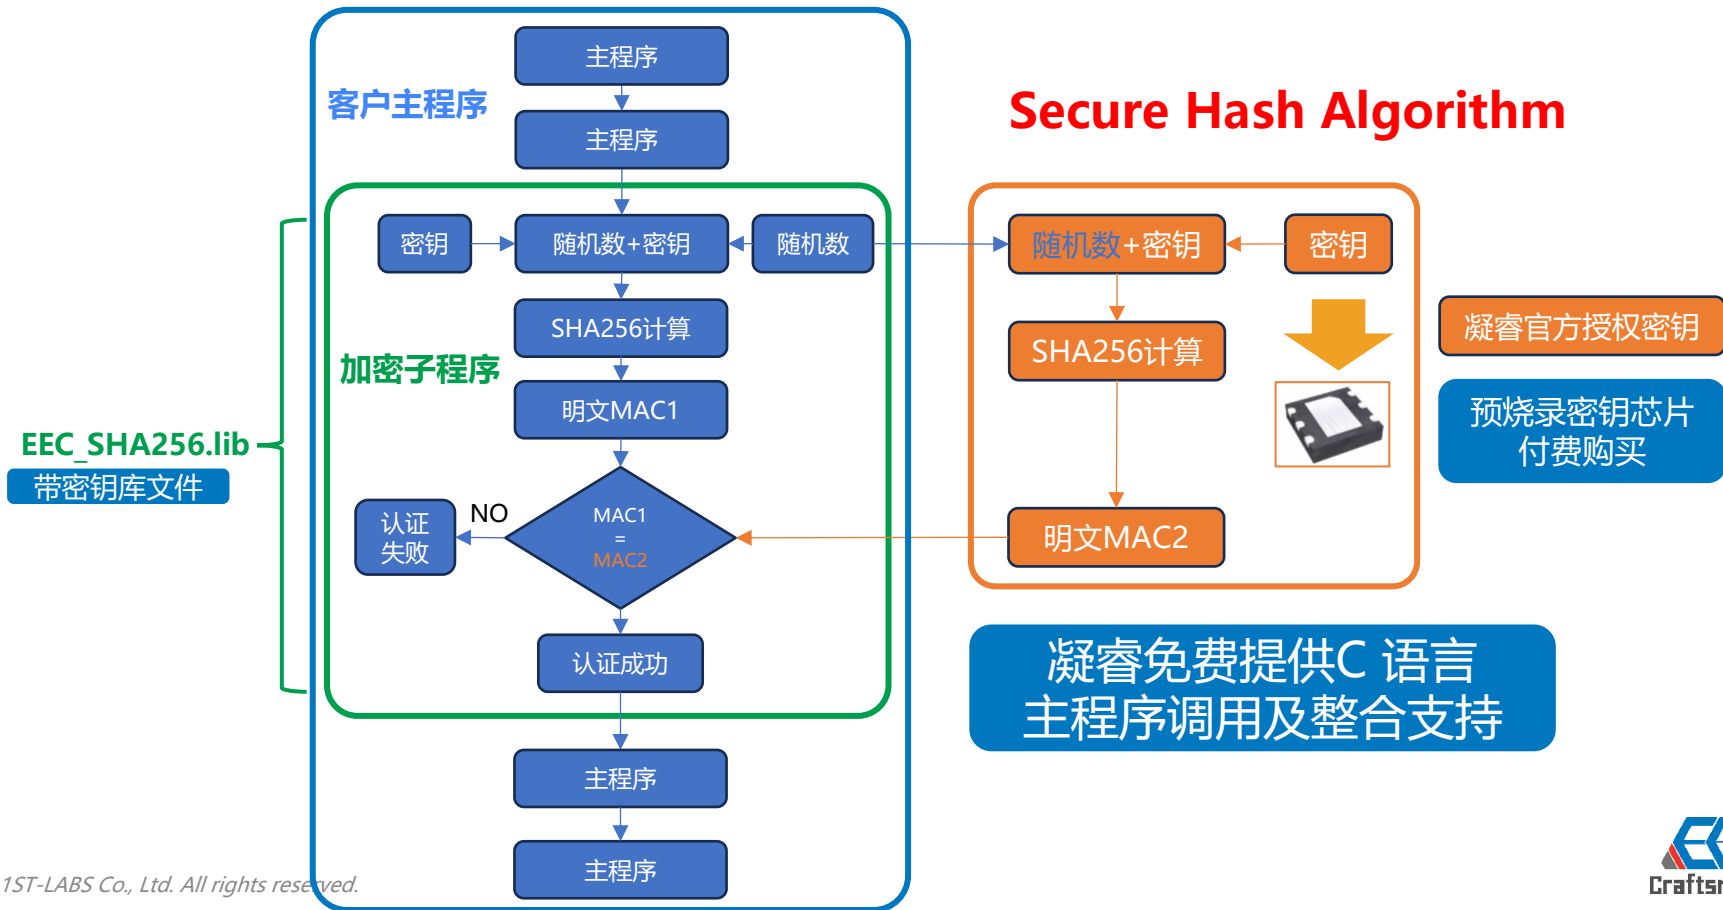 主程序
客户主程序
主程序
Secure Hash Algorithm
密钥
随机数+密钥
随机数
随机数+密钥
密钥
SHA256计算
SHA256计算
凝睿官方授权密钥
加密子程序
明文MAC1
预烧录密钥芯片
付费购买
EEC_SHA256.lib
带密钥库文件
认证
失败
NO
MAC1
=
MAC2
明文MAC2
认证成功
凝睿免费提供C 语言
主程序调用及整合支持
主程序
主程序
1ST-LABS Co., Ltd. All rights reserved.